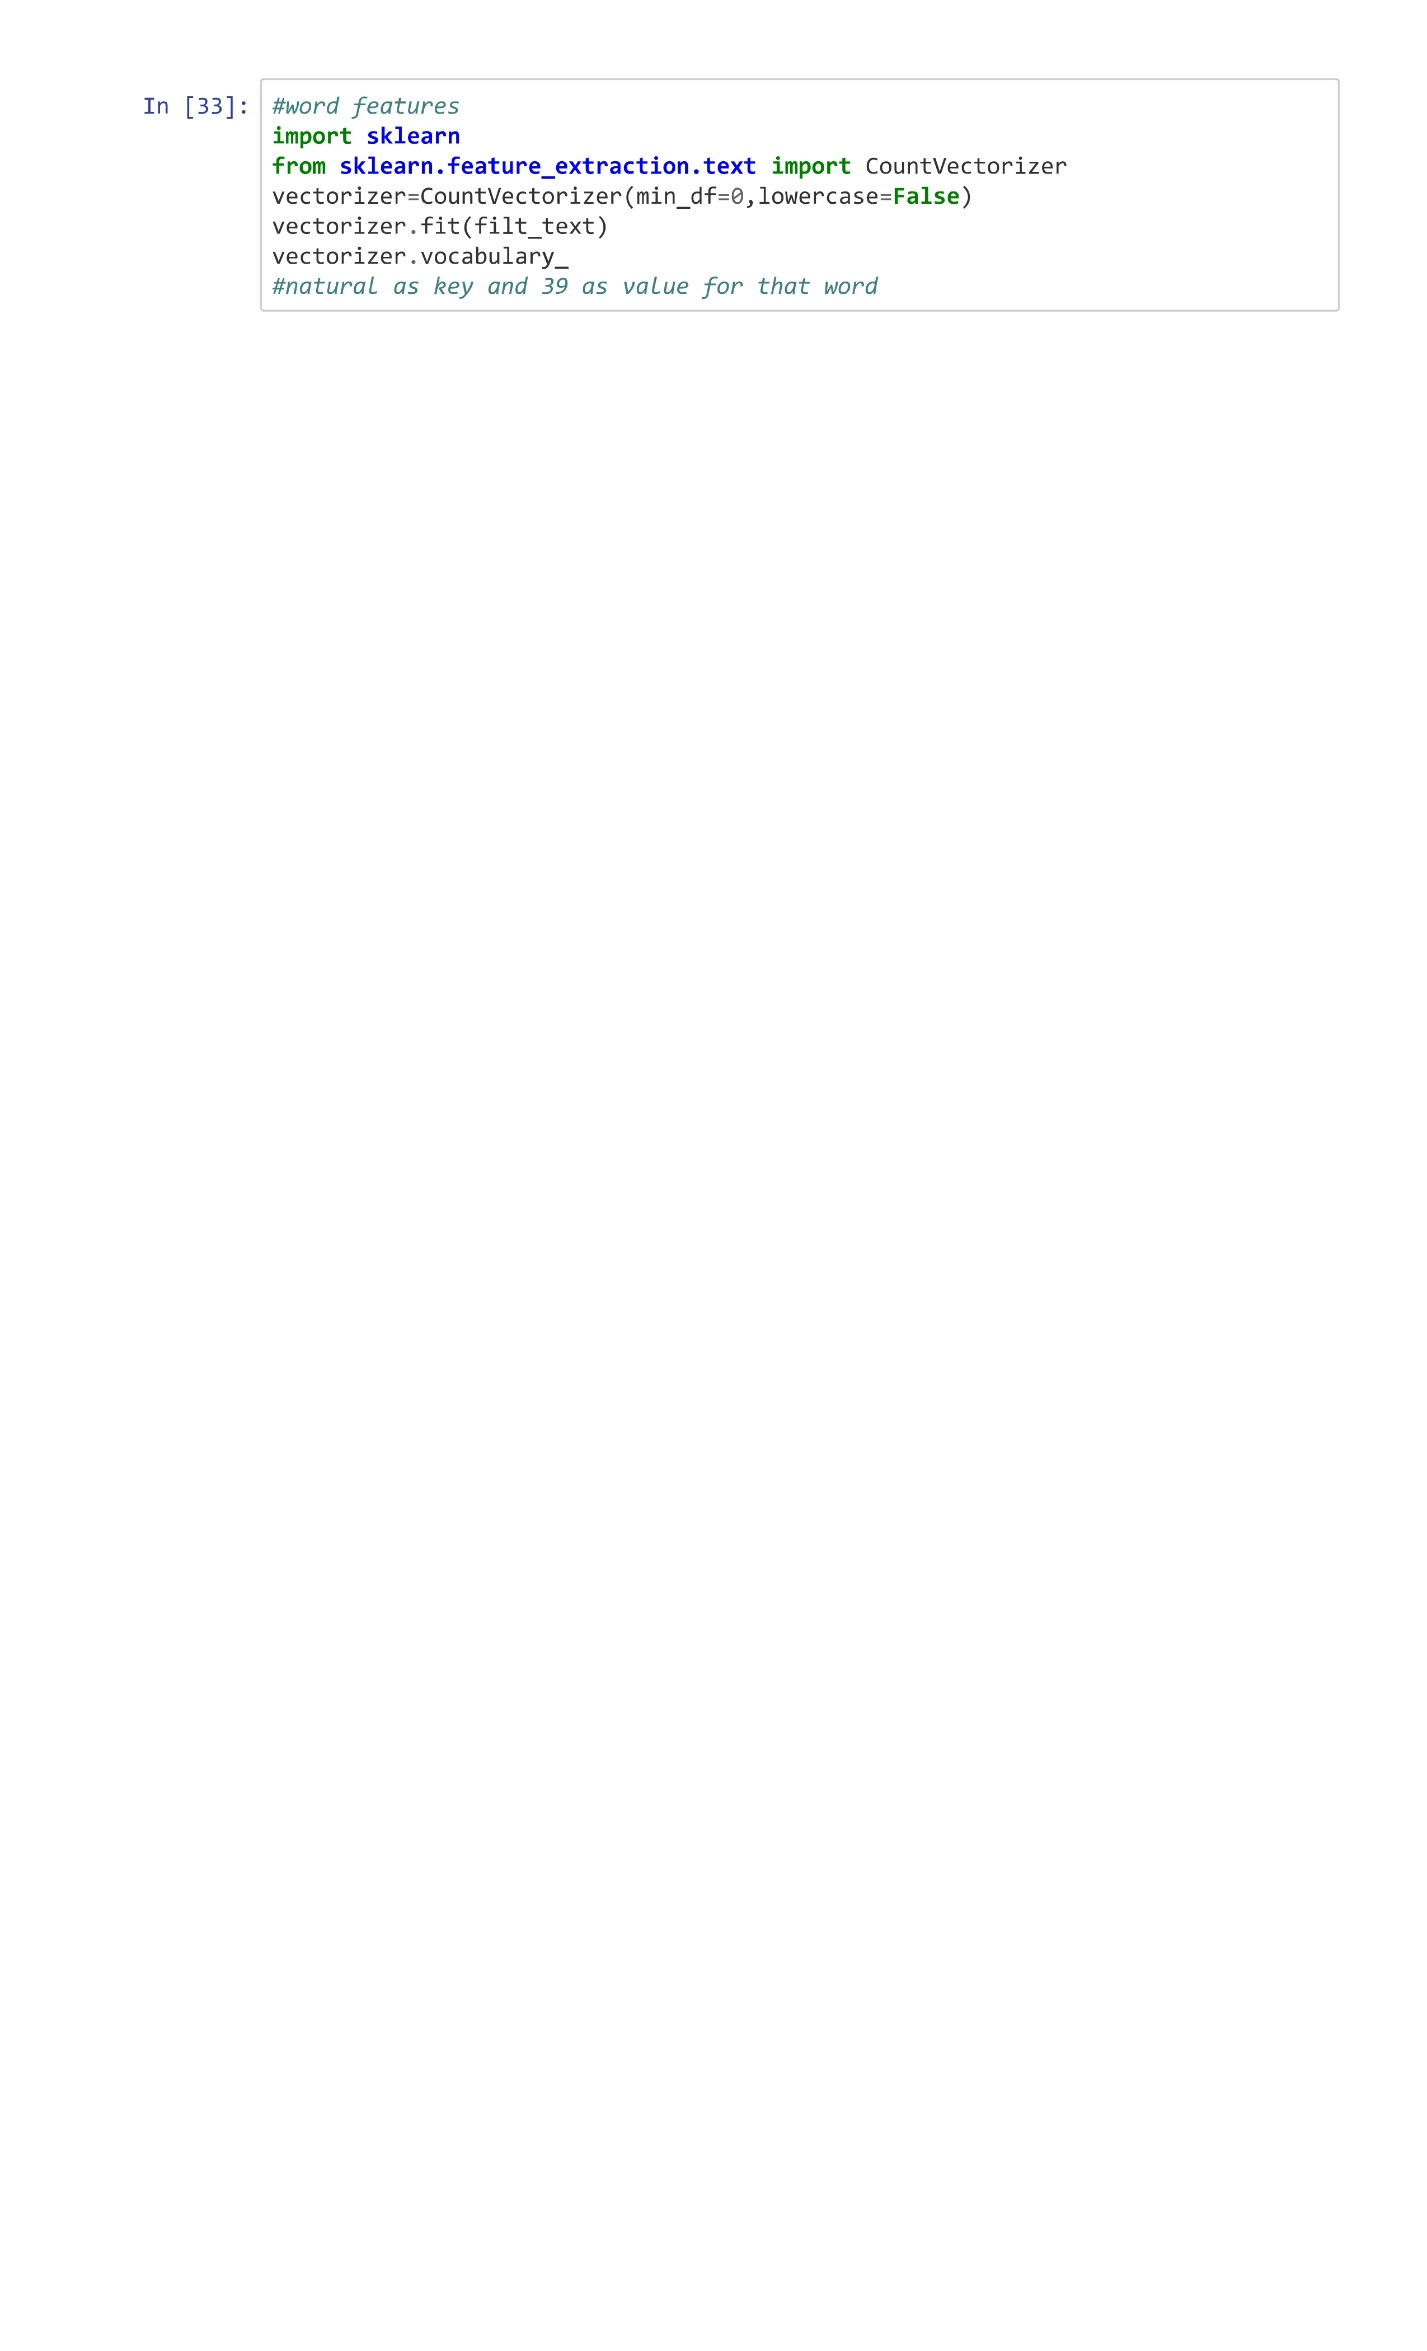 In [33]: #word features
import sklearn
from sklearn.feature_extraction.text import CountVectorizer
vectorizer=CountVectorizer(min_df=0,lowercase=False)
vectorizer.fit(filt_text)
vectorizer.vocabulary_
#natural as key and 39 as value for that word